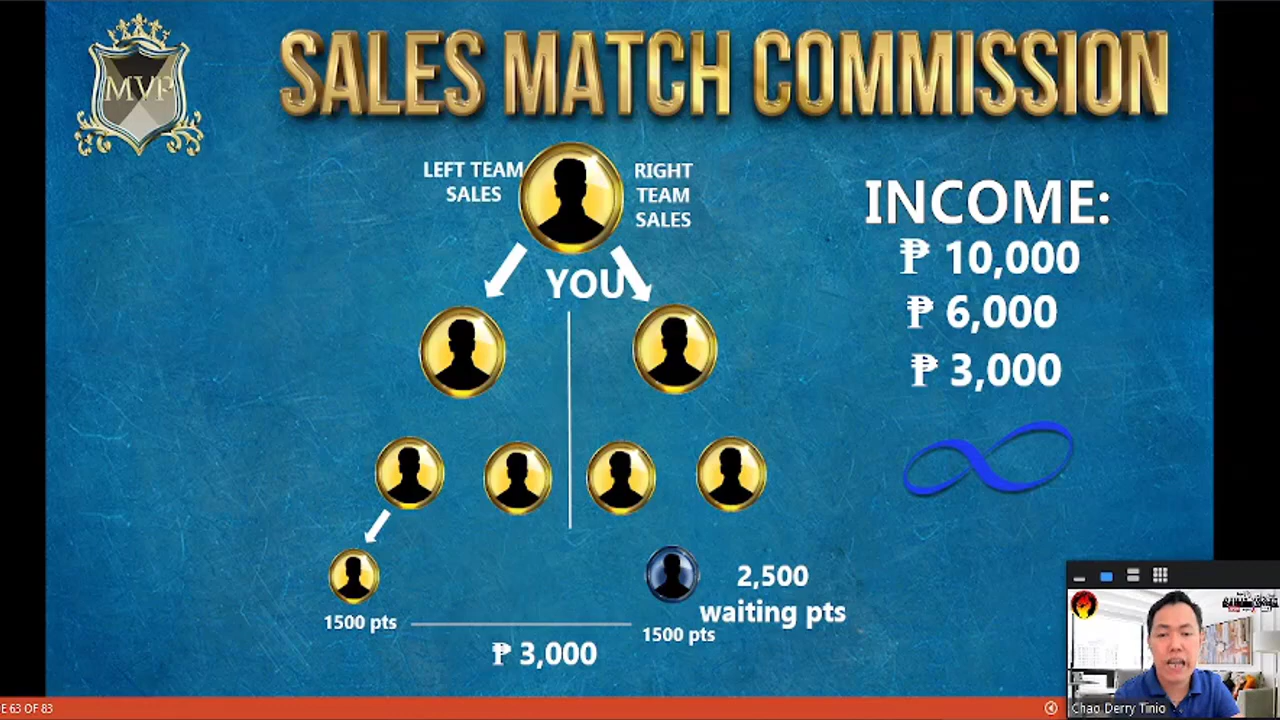 MVP
SALES MATCH COMMISSION
LEFT TEAM
SALES
RIGHT
TEAM
SALES
YOU
INCOME:
₱ 10,000
₱ 6,000
₱ 3,000
1500 pts
₱ 3,000
1500 pts
2,500
waiting pts
E 63 OF 83
Chao Derry Tinio